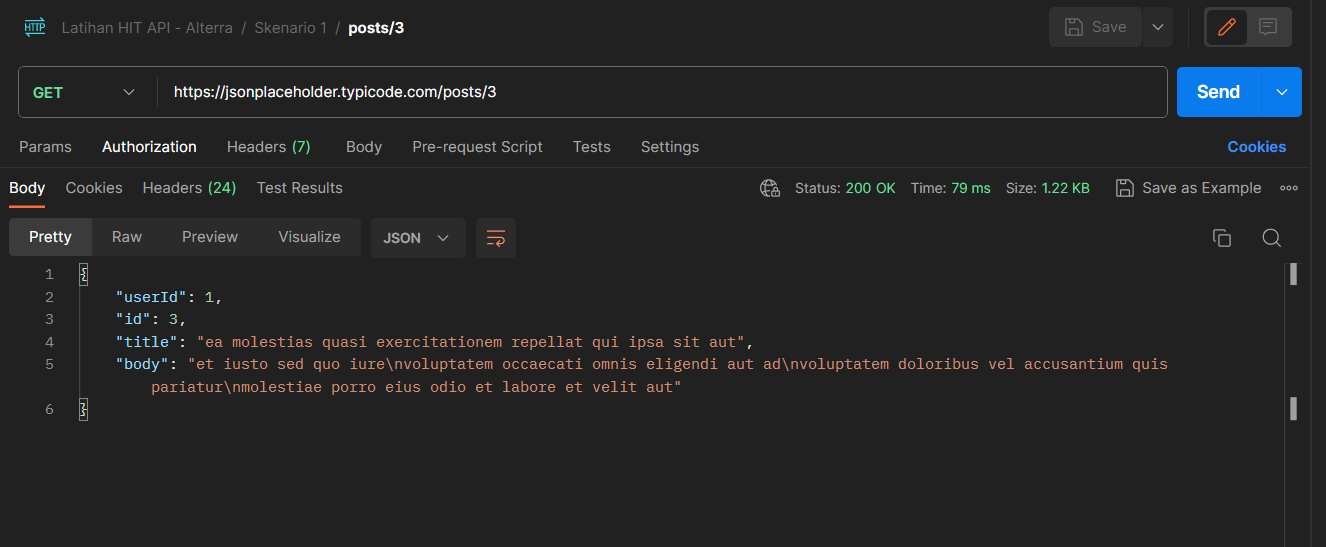 HTTP Latihan HIT API - Alterra / Skenario 1 / posts/3 Save
GET https://jsonplaceholder.typicode.com/posts/3 Send
Params Authorization Headers (7) Body Pre-request Script Tests Settings Cookies
Body Cookies Headers (24) Test Results Status: 200 OK Time: 79 ms Size: 1.22 KB Save as Example
Pretty Raw Preview Visualize JSON
1 {
2 "userId": 1,
3 "id": 3,
4 "title": "ea molestias quasi exercitationem repellat qui ipsa sit aut",
5 "body": "et iusto sed quo iure\nvoluptatem occaecati omnis eligendi aut ad\nvoluptatem doloribus vel accusantium quis
pariatur\nmolestiae porro eius odio et labore et velit aut"
6 }